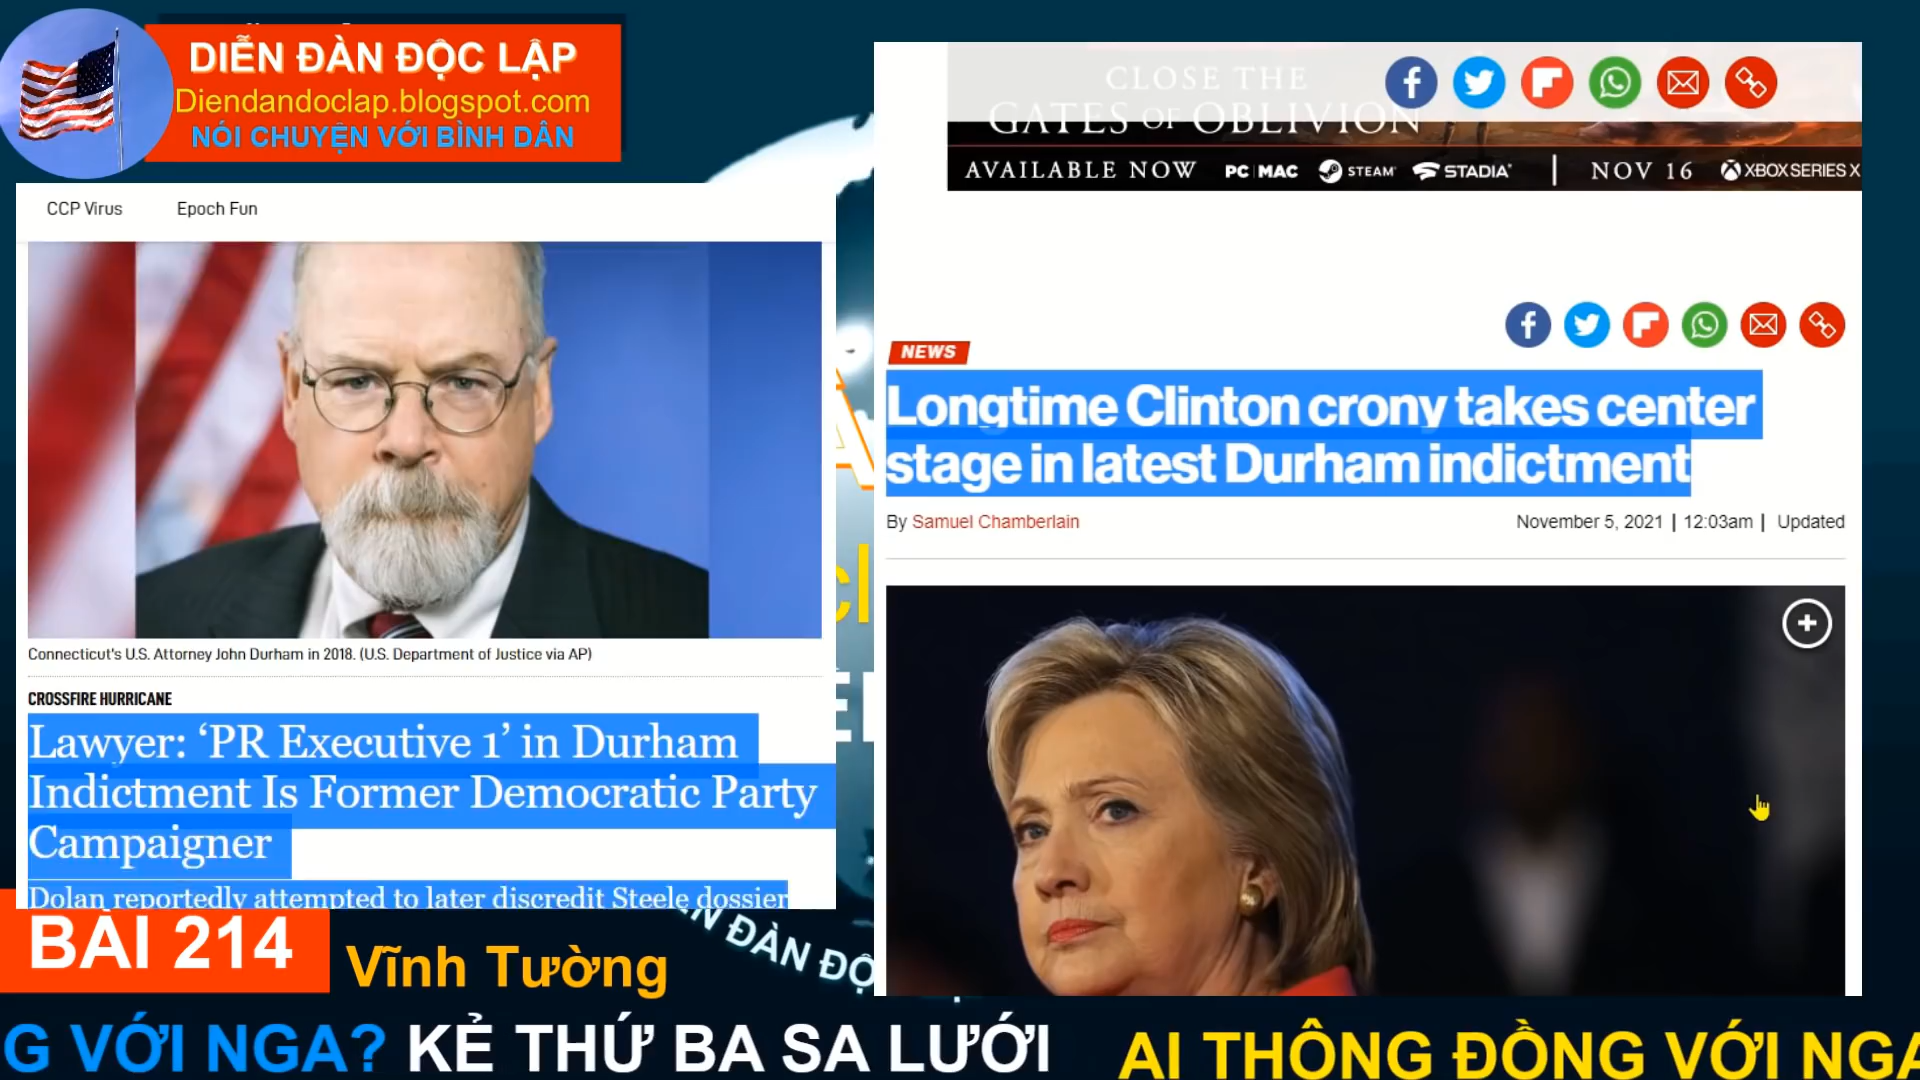 DIỄN ĐÀN ĐỘC LẬP
Diendandoclap.blogspot.com
NÓI CHUYỆN VỚI BÌNH DÂN
CCP Virus Epoch Fun
Connecticut's U.S. Attorney John Durham in 2018. (U.S. Department of Justice via AP)
CROSSFIRE HURRICANE
Lawyer: ‘PR Executive 1’ in Durham
Indictment Is Former Democratic Party
Campaigner
Dolan reportedly attempted to later discredit Steele dossier
CLOSE THE
GATES OF OBLIVION
AVAILABLE NOW PC MAC STEAM STADIA | NOV 16 XBOX SERIES X
NEWS
Longtime Clinton crony takes center
stage in latest Durham indictment
By Samuel Chamberlain November 5, 2021 | 12:03am | Updated
BÀI 214
Vĩnh Tường
ĐÀN
G VỚI NGA? KẺ THỨ BA SA LƯỚI AI THÔNG ĐỒNG VỚI NGA